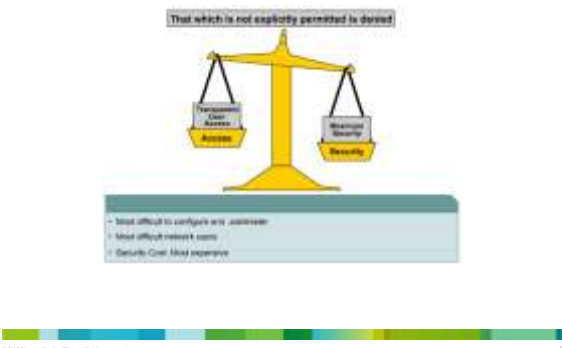 That which is not explicitly permitted is denied
Transparent
User
Access
Access
Maximum
Security
Security
• Most difficult to configure and administer
• Most difficult network users
• Security Cost: Most expensive